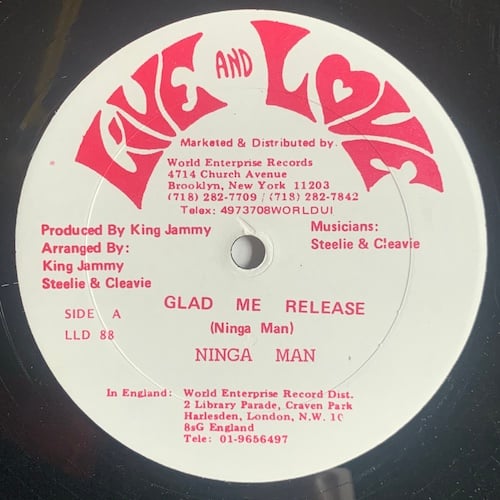 LIVE AND LOVE
Marketed & Distributed by.
World Enterprise Records
4714 Church Avenue
Brooklyn, New York 11203
(718) 282-7709 / (718) 282-7842
Telex: 4973708WORLDUI
Produced By King Jammy
Arranged By:
King Jammy
Steelie & Cleavie
Musicians:
Steelie & Cleavie
GLAD ME RELEASE
(Ninga Man)
SIDE A
LLD 88
NINGA MAN
In England: World Enterprise Record Dist.
2 Library Parade, Craven Park
Harlesden, London, N.W. 10
8sG England
Tele: 01-9656497